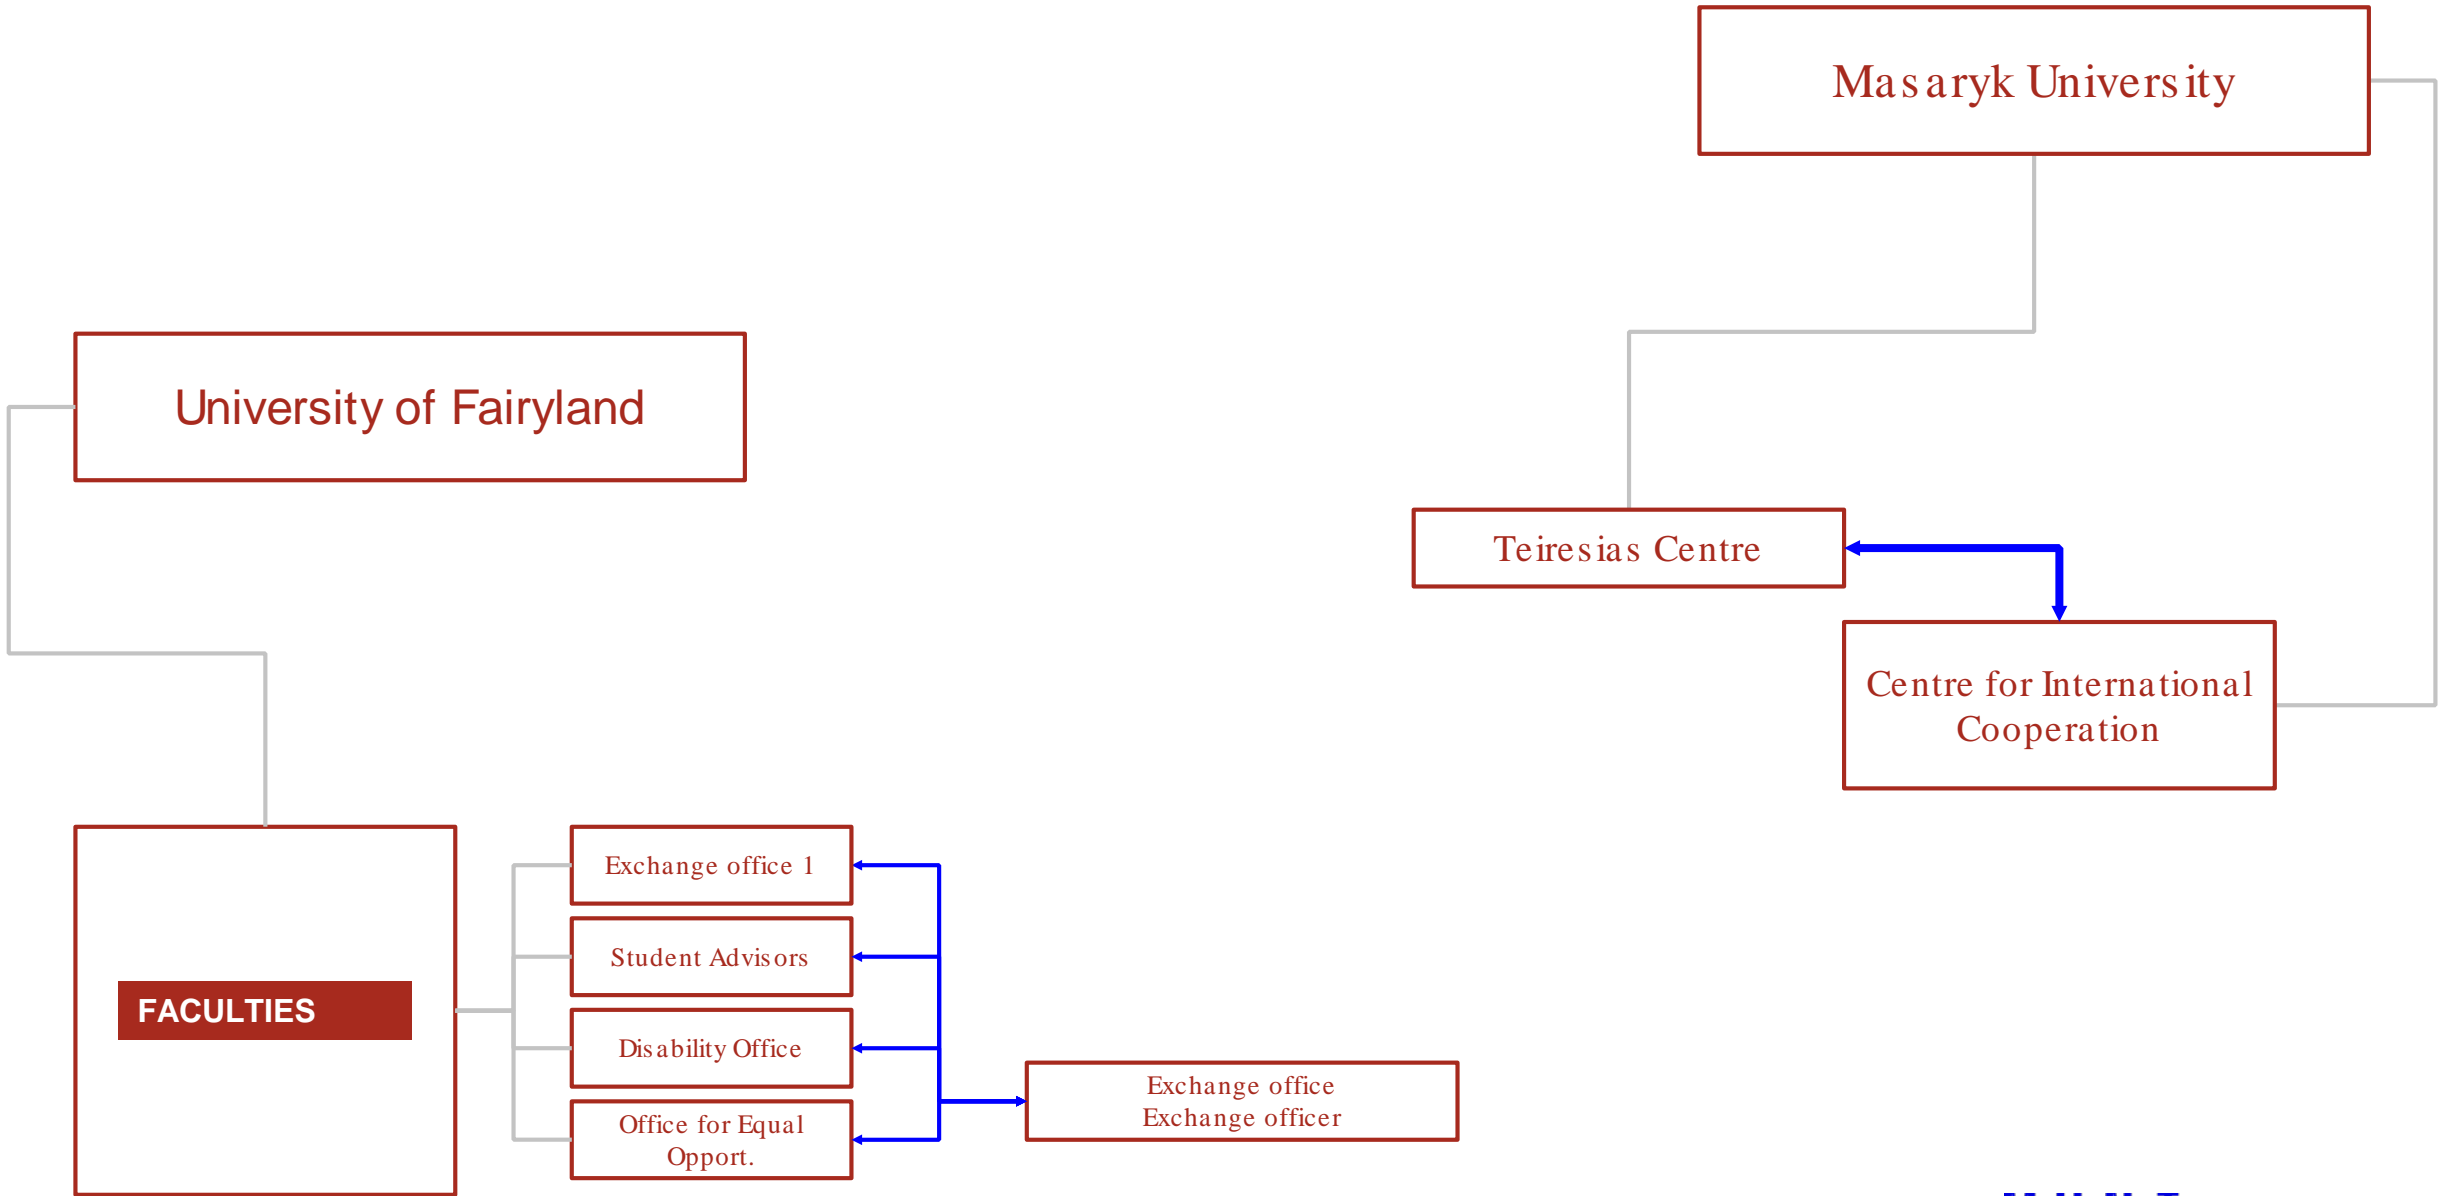 Masaryk University
University of Fairyland
Teiresias Centre
Centre for International
Cooperation
Exchange office 1
Student Advisors
FACULTIES
Disability Office
Exchange office
Exchange officer
Office for Equal
Opport.